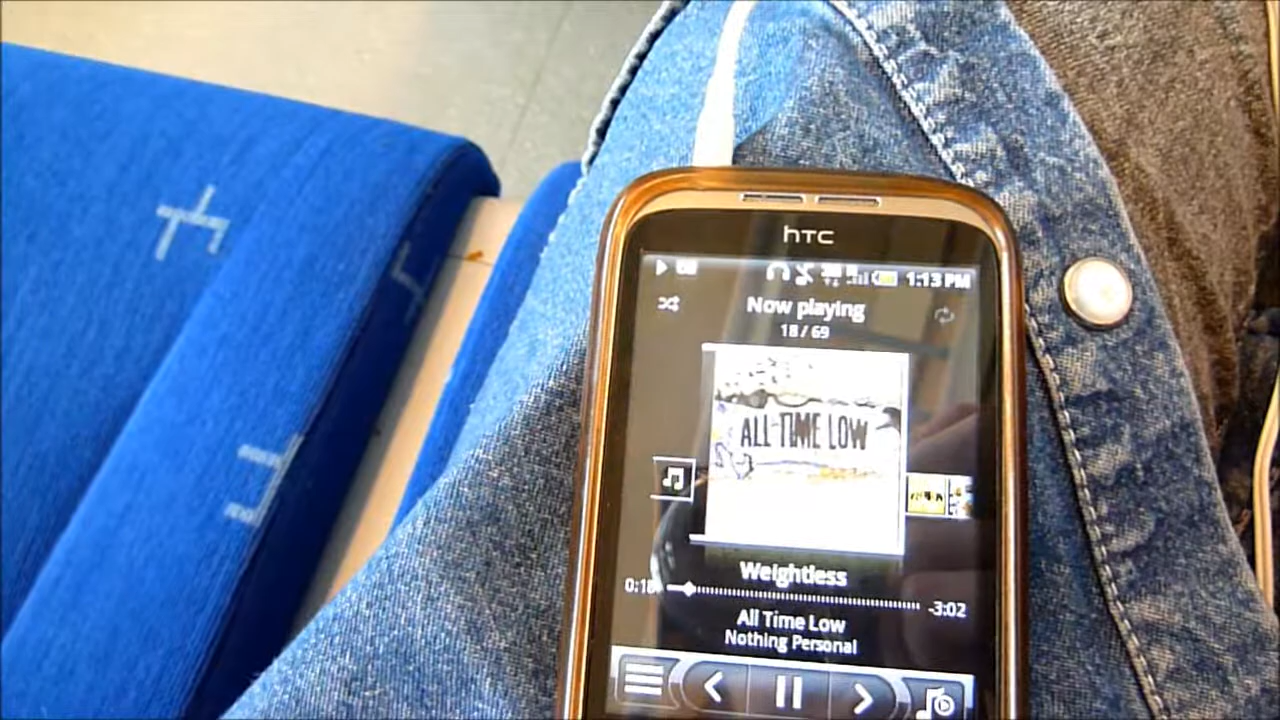 hTC
1:13 PM
Now playing
18 / 69
ALL TIME LOW
Weightless
0:18
-3:02
All Time Low
Nothing Personal